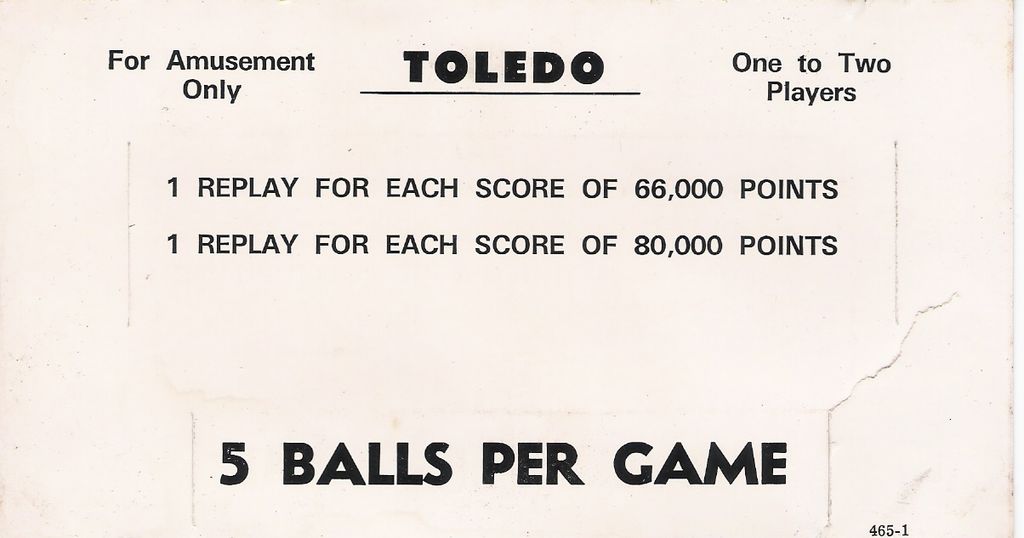 For Amusement Only
TOLEDO
One to Two Players
1 REPLAY FOR EACH SCORE OF 66,000 POINTS
1 REPLAY FOR EACH SCORE OF 80,000 POINTS
5 BALLS PER GAME
465-1